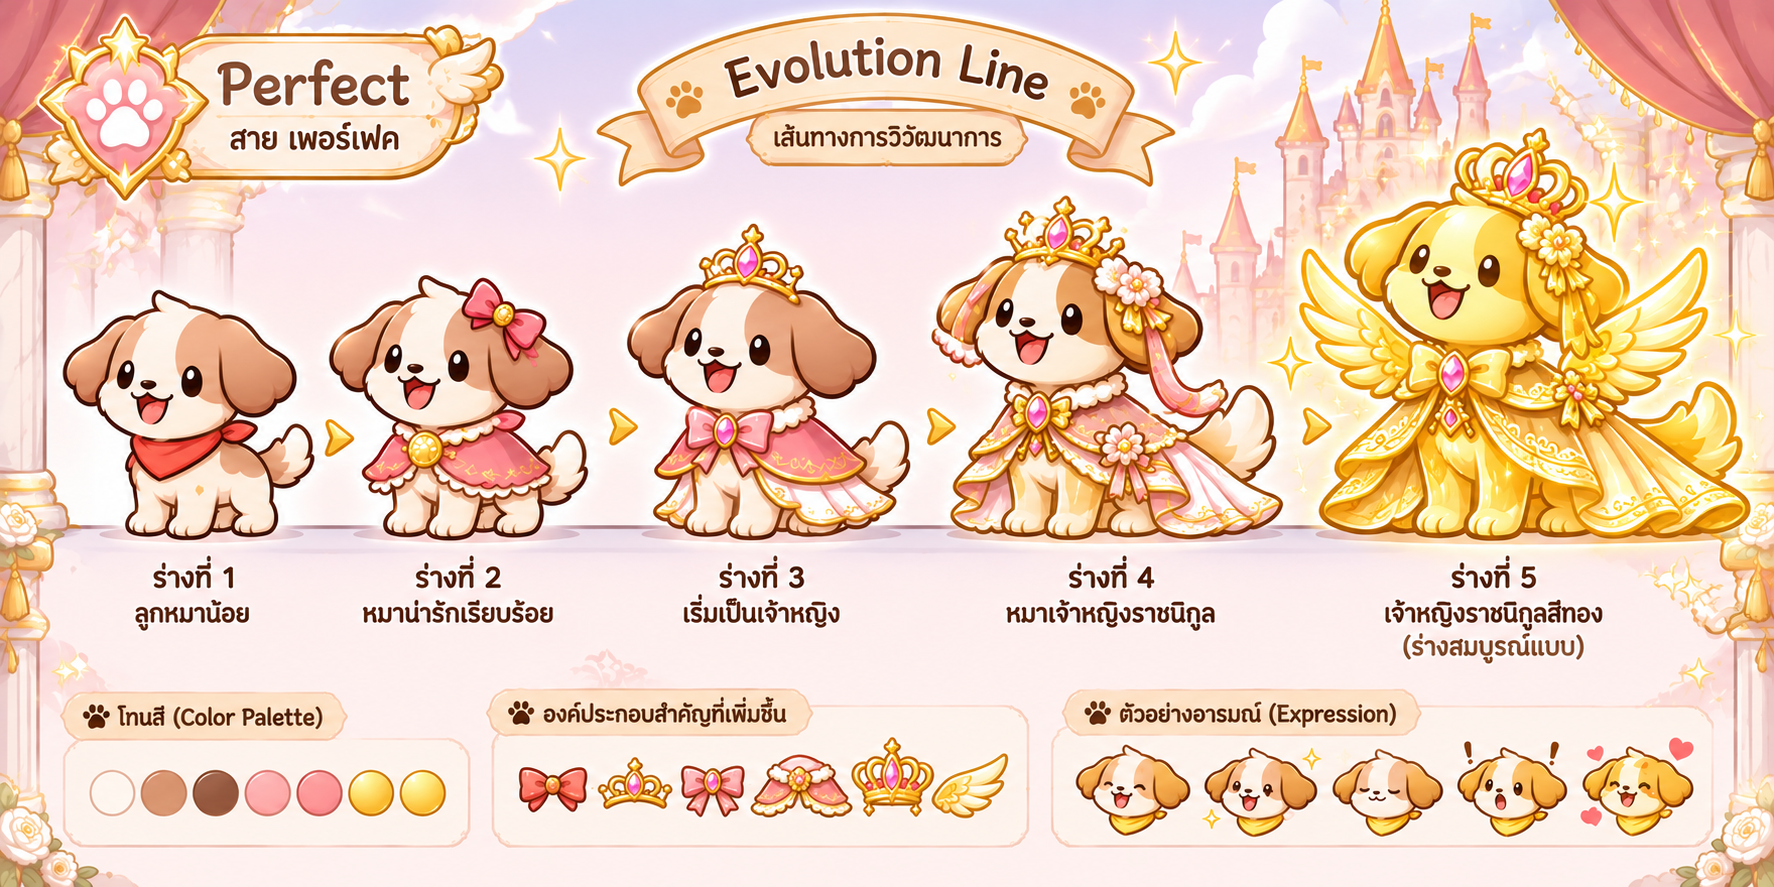 Perfect
สาย เพอร์เฟค
Evolution Line
เส้นทางการวิวัฒนาการ
ร่างที่ 1
ลูกหมาน้อย
ร่างที่ 2
หมาน่ารักเรียบร้อย
ร่างที่ 3
เริ่มเป็นเจ้าหญิง
ร่างที่ 4
หมาเจ้าหญิงราชนิกูล
ร่างที่ 5
เจ้าหญิงราชนิกูลสีทอง
(ร่างสมบูรณ์แบบ)
โทนสี (Color Palette)
องค์ประกอบสำคัญที่เพิ่มขึ้น
ตัวอย่างอารมณ์ (Expression)
! !